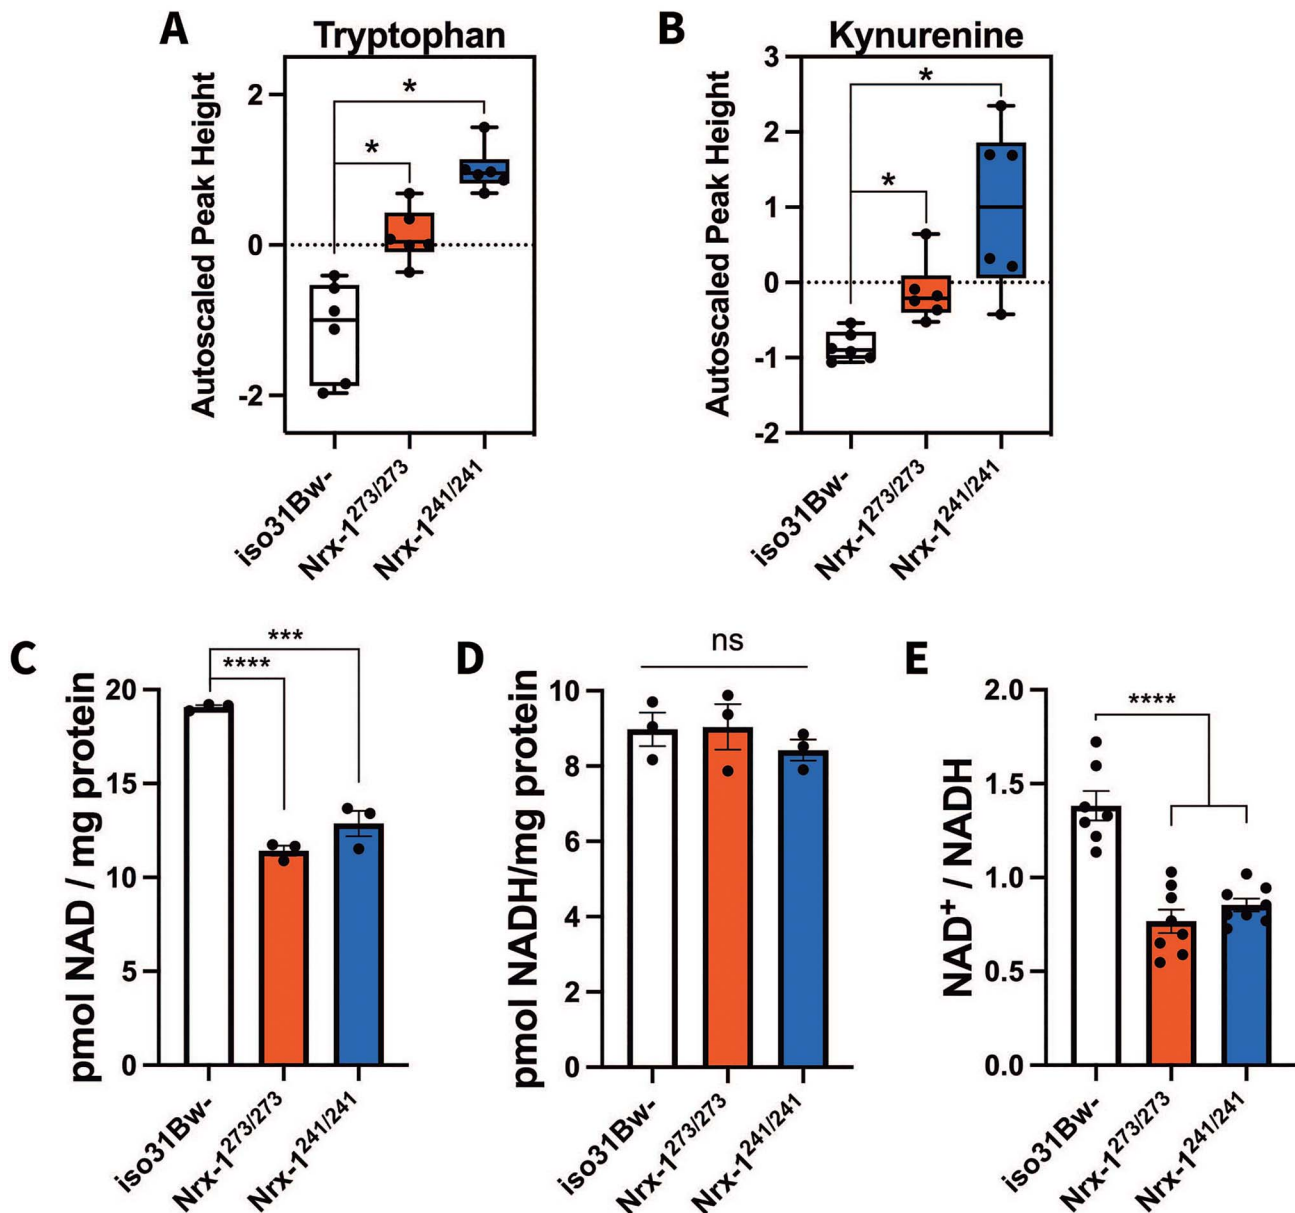 A
Tryptophan
Autoscaled Peak Height
2
0
-2
*
*
iso31Bw-
Nrx-1273/273
Nrx-1241/241
B
Kynurenine
Autoscaled Peak Height
3
2
1
0
-1
-2
*
*
iso31Bw-
Nrx-1273/273
Nrx-1241/241
C
pmol NAD / mg protein
20
15
10
5
0
***
****
iso31Bw-
Nrx-1273/273
Nrx-1241/241
D
pmol NADH/mg protein
10
8
6
4
2
0
ns
iso31Bw-
Nrx-1273/273
Nrx-1241/241
E
NAD+ / NADH
2.0
1.5
1.0
0.5
0.0
****
iso31Bw-
Nrx-1273/273
Nrx-1241/241